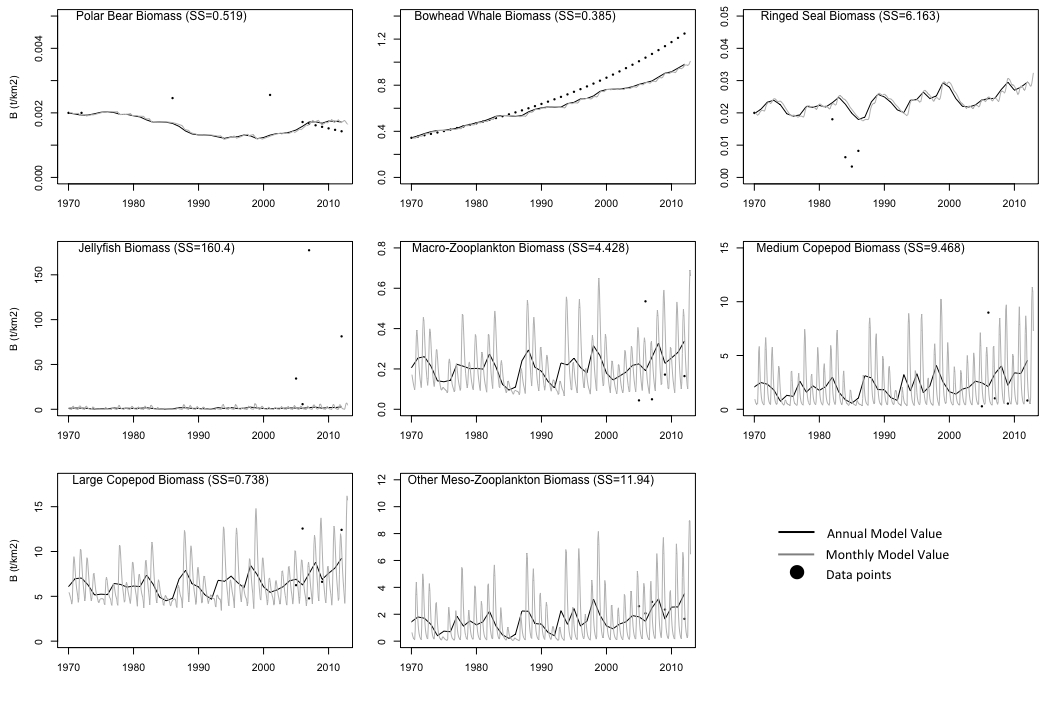 Polar Bear Biomass (SS=0.519)
B (t/km2)
0.004
0.002
0.000
1970 1980 1990 2000 2010
Bowhead Whale Biomass (SS=0.385)
1.2
0.8
0.4
0.0
1970 1980 1990 2000 2010
Ringed Seal Biomass (SS=6.163)
0.05
0.04
0.03
0.02
0.01
0.00
1970 1980 1990 2000 2010
Jellyfish Biomass (SS=160.4)
B (t/km2)
150
100
50
0
1970 1980 1990 2000 2010
Macro-Zooplankton Biomass (SS=4.428)
0.8
0.6
0.4
0.2
0.0
1970 1980 1990 2000 2010
Medium Copepod Biomass (SS=9.468)
15
10
5
0
1970 1980 1990 2000 2010
Large Copepod Biomass (SS=0.738)
B (t/km2)
15
10
5
0
1970 1980 1990 2000 2010
Other Meso-Zooplankton Biomass (SS=11.94)
12
10
8
6
4
2
0
1970 1980 1990 2000 2010
Annual Model Value
Monthly Model Value
Data points